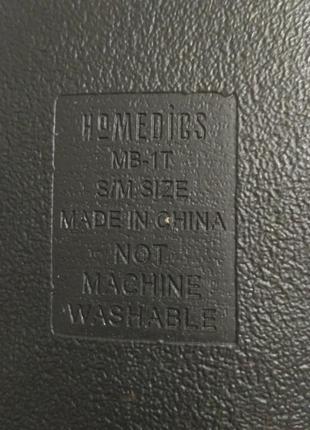 HoMEDiCS
MB-1T
S/M SIZE
MADE IN CHINA
NOT
MACHINE
WASHABLE